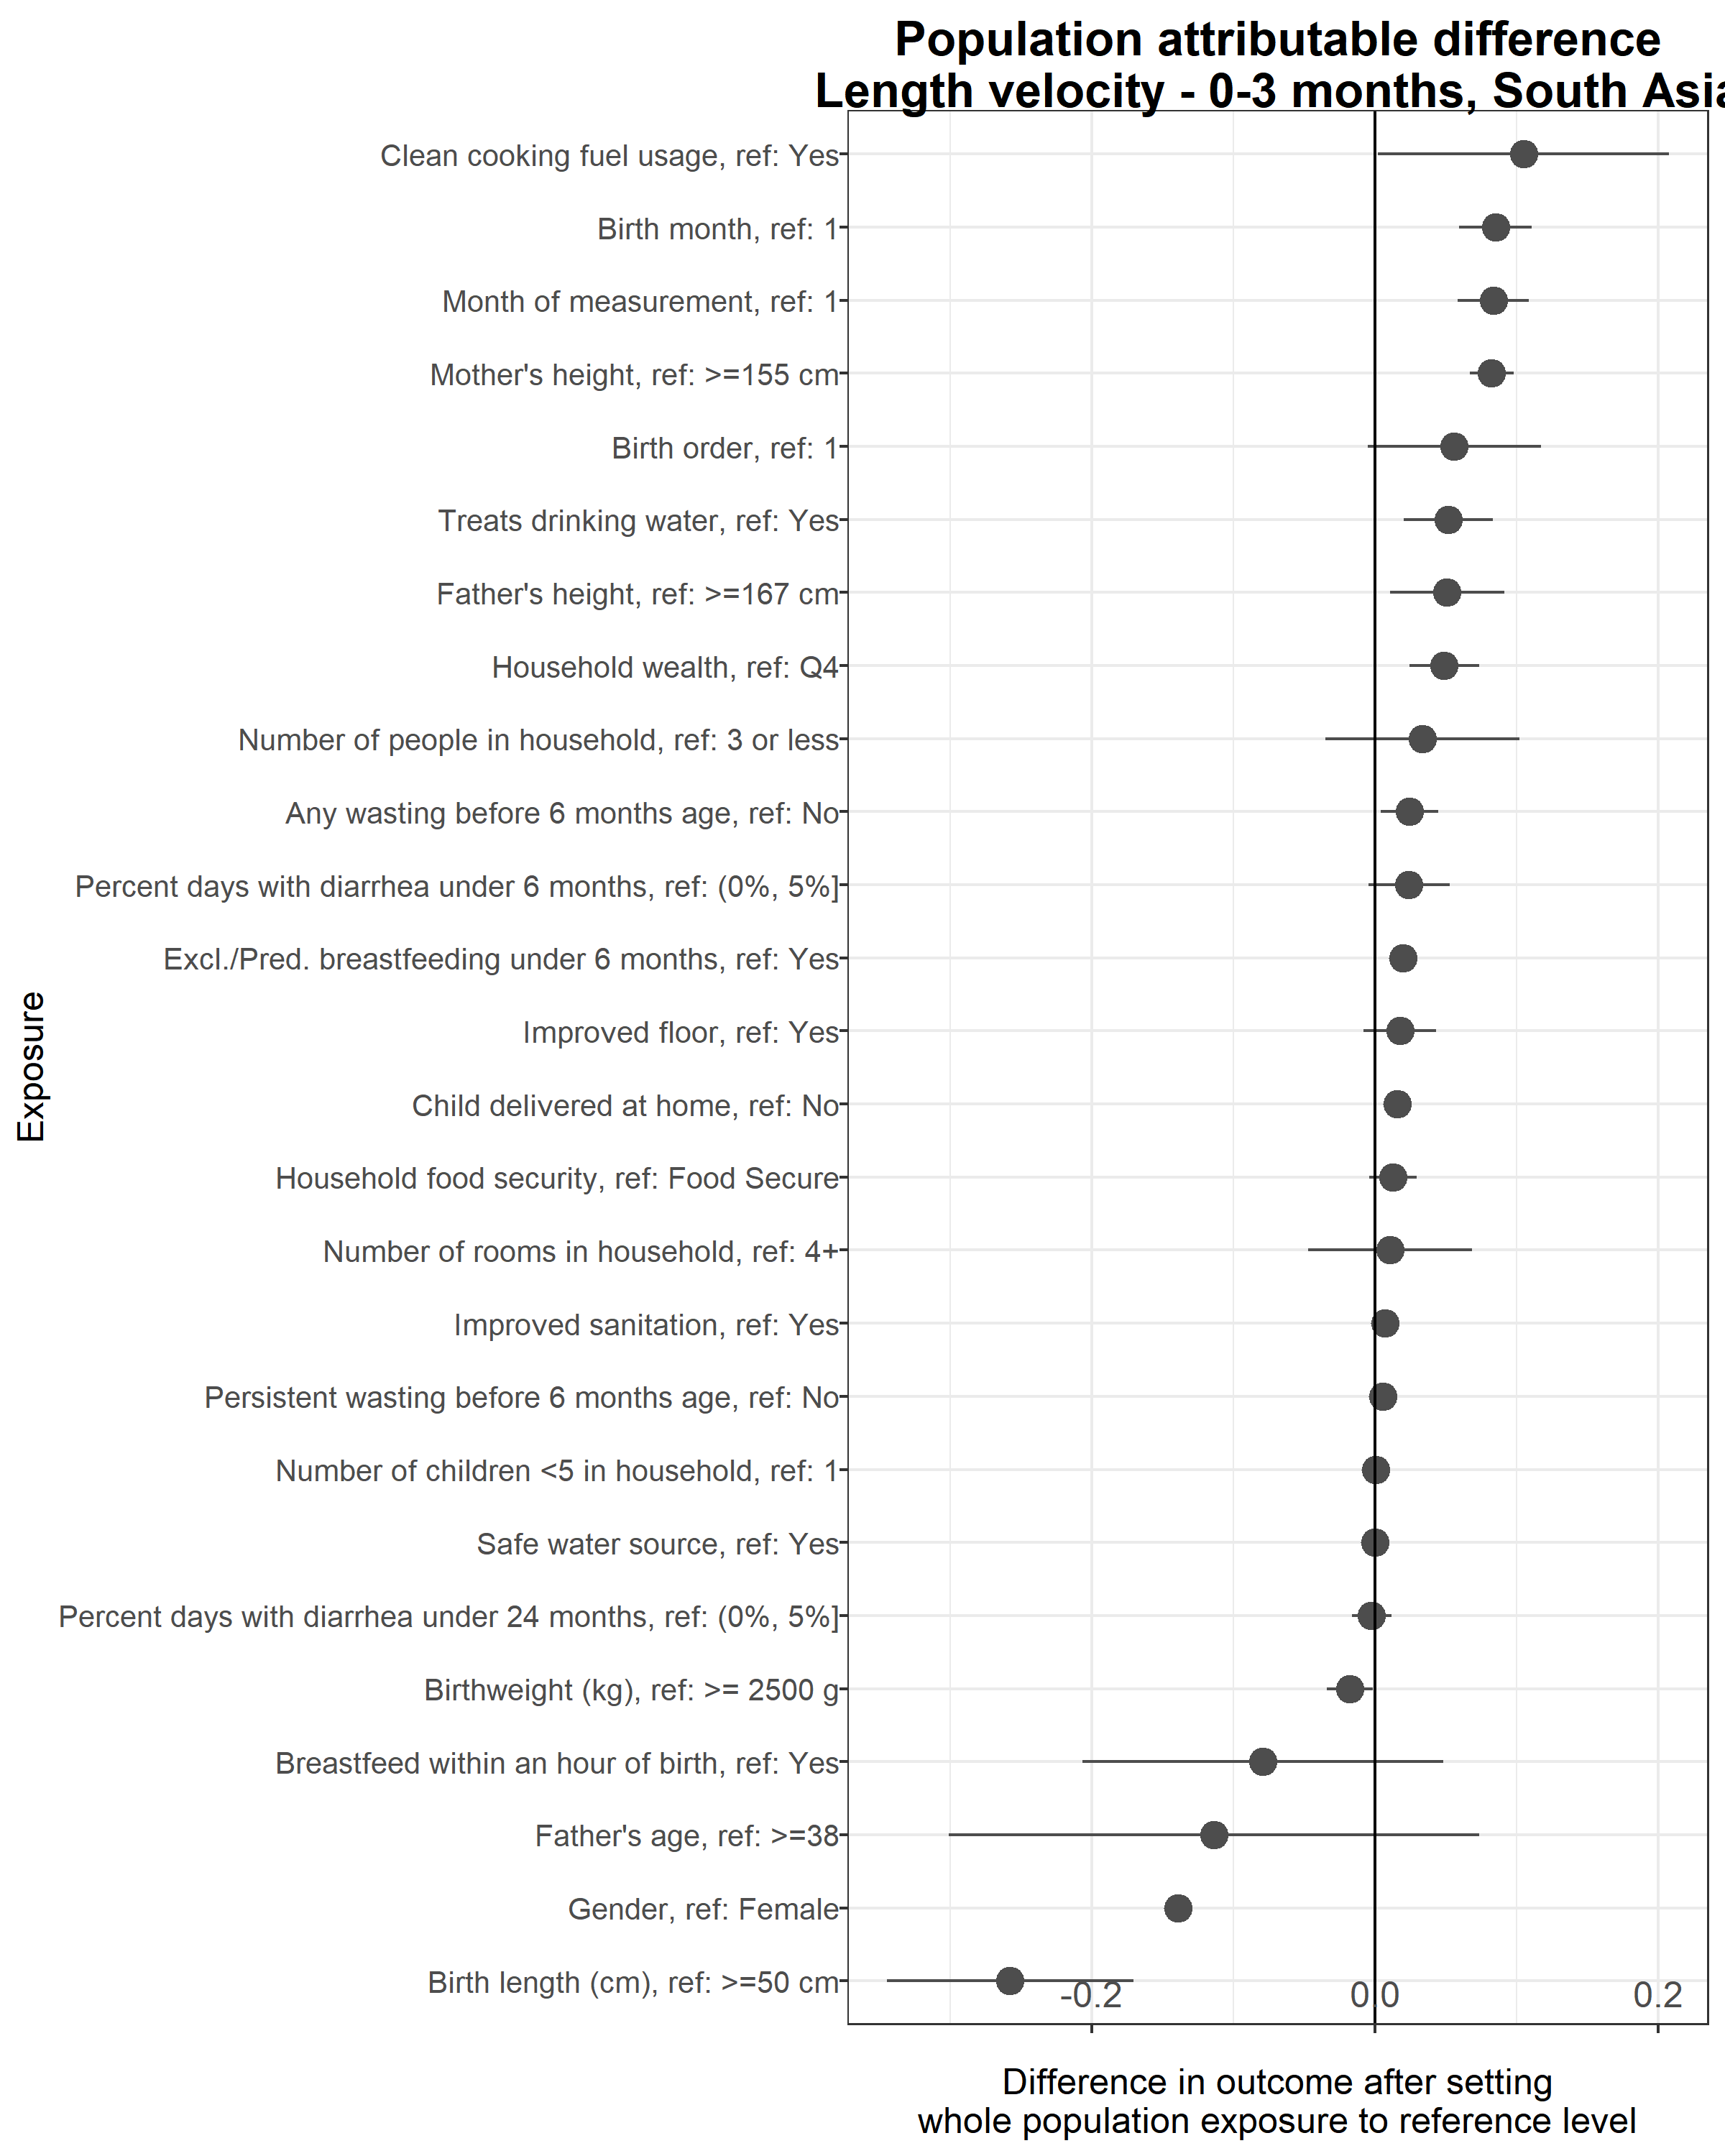 Population attributable difference
Length velocity - 0-3 months, South Asia
Clean cooking fuel usage, ref: Yes
Birth month, ref: 1
Month of measurement, ref: 1
Mother's height, ref: >=155 cm
Birth order, ref: 1
Treats drinking water, ref: Yes
Father's height, ref: >=167 cm
Household wealth, ref: Q4
Number of people in household, ref: 3 or less
Any wasting before 6 months age, ref: No
Percent days with diarrhea under 6 months, ref: (0%, 5%]
Excl./Pred. breastfeeding under 6 months, ref: Yes
Improved floor, ref: Yes
Child delivered at home, ref: No
Household food security, ref: Food Secure
Number of rooms in household, ref: 4+
Improved sanitation, ref: Yes
Persistent wasting before 6 months age, ref: No
Number of children <5 in household, ref: 1
Safe water source, ref: Yes
Percent days with diarrhea under 24 months, ref: (0%, 5%]
Birthweight (kg), ref: >= 2500 g
Breastfeed within an hour of birth, ref: Yes
Father's age, ref: >=38
Gender, ref: Female
Birth length (cm), ref: >=50 cm
Exposure
-0.2 0.0 0.2
Difference in outcome after setting
whole population exposure to reference level